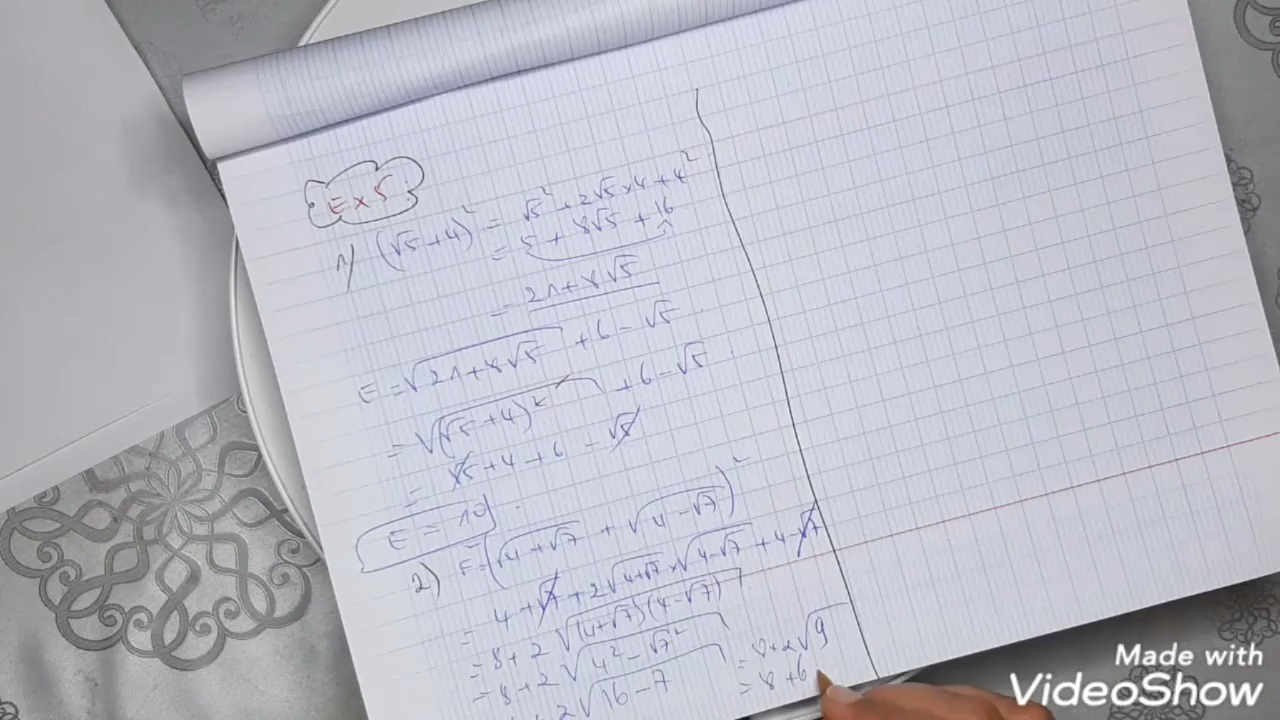 Ex 5
1) (√5+4)² = √5² + 2√5×4 + 4²
= 5 + 8√5 + 16
= 21+8√5
E = √(21+8√5) + 6 - √5
= √((√5+4)²) + 6 - √5
= √5 + 4 + 6 - √5
E = 10
2) F = (√(4+√7) + √(4-√7))²
= 4+√7 + 2√(4+√7)×√(4-√7) + 4-√7
= 8 + 2√((4+√7)(4-√7))
= 8 + 2√(4² - √7²)
+ 2√(16-7)
= 8+2√9
= 8 + 6
Made with
VideoShow